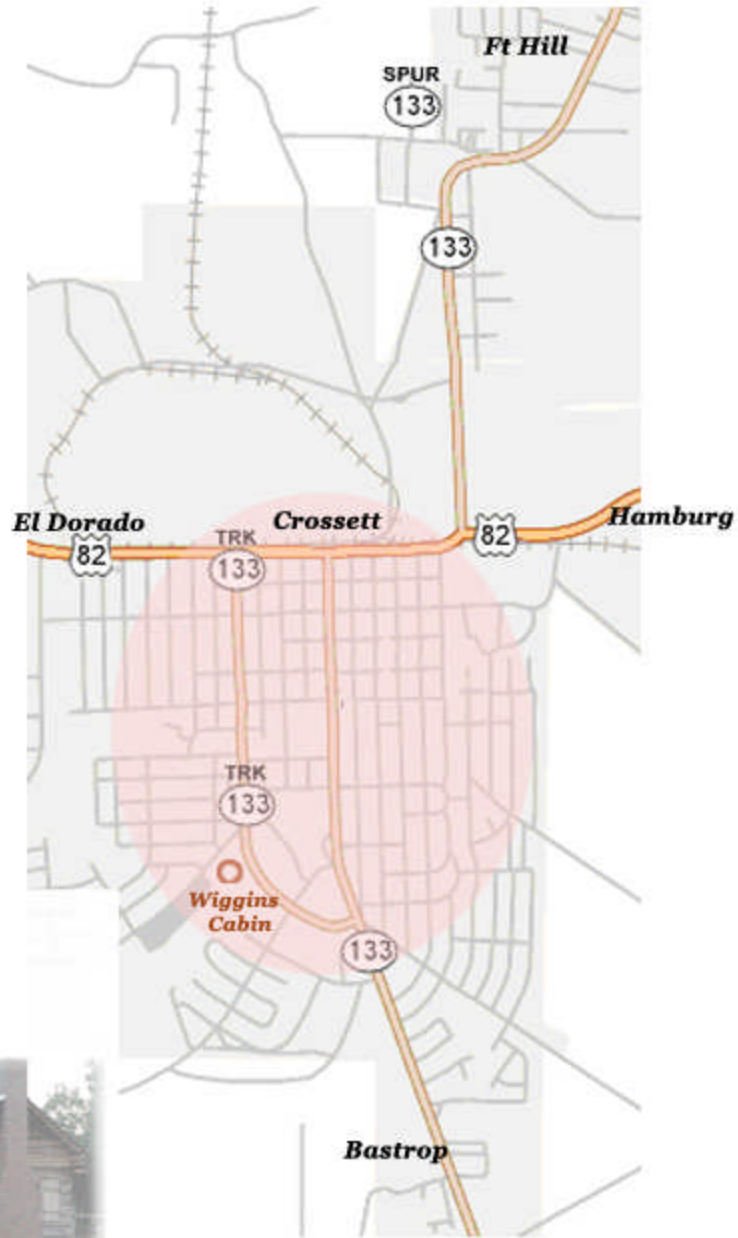 Ft Hill
SPUR
133
133
El Dorado
Crossett
Hamburg
82
TRK
133
82
TRK
133
Wiggins
Cabin
133
Bastrop